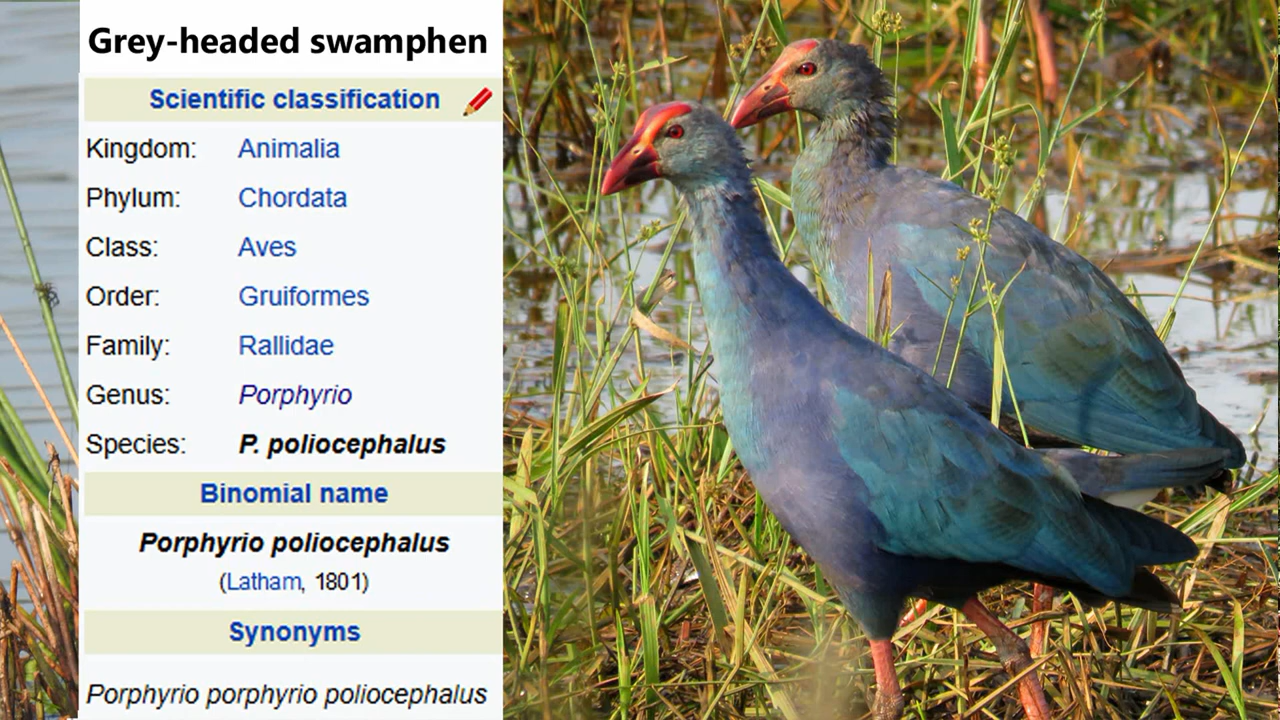 Grey-headed swamphen
Scientific classification
Kingdom: Animalia
Phylum: Chordata
Class: Aves
Order: Gruiformes
Family: Rallidae
Genus: Porphyrio
Species: P. poliocephalus
Binomial name
Porphyrio poliocephalus
(Latham, 1801)
Synonyms
Porphyrio porphyrio poliocephalus